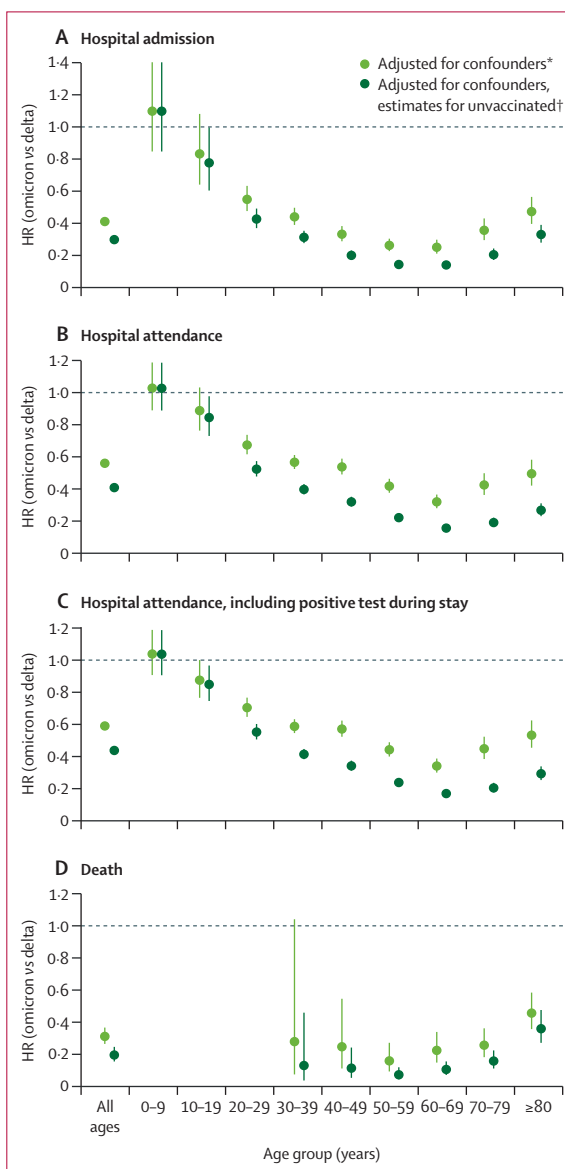 A Hospital admission
Adjusted for confounders*
Adjusted for confounders,
estimates for unvaccinated†
HR (omicron vs delta)
1·4
1·2
1·0
0·8
0·6
0·4
0·2
0
B Hospital attendance
HR (omicron vs delta)
1·2
1·0
0·8
0·6
0·4
0·2
0
C Hospital attendance, including positive test during stay
HR (omicron vs delta)
1·2
1·0
0·8
0·6
0·4
0·2
0
D Death
HR (omicron vs delta)
1·2
1·0
0·8
0·6
0·4
0·2
0
All ages 0–9 10–19 20–29 30–39 40–49 50–59 60–69 70–79 ≥80
Age group (years)